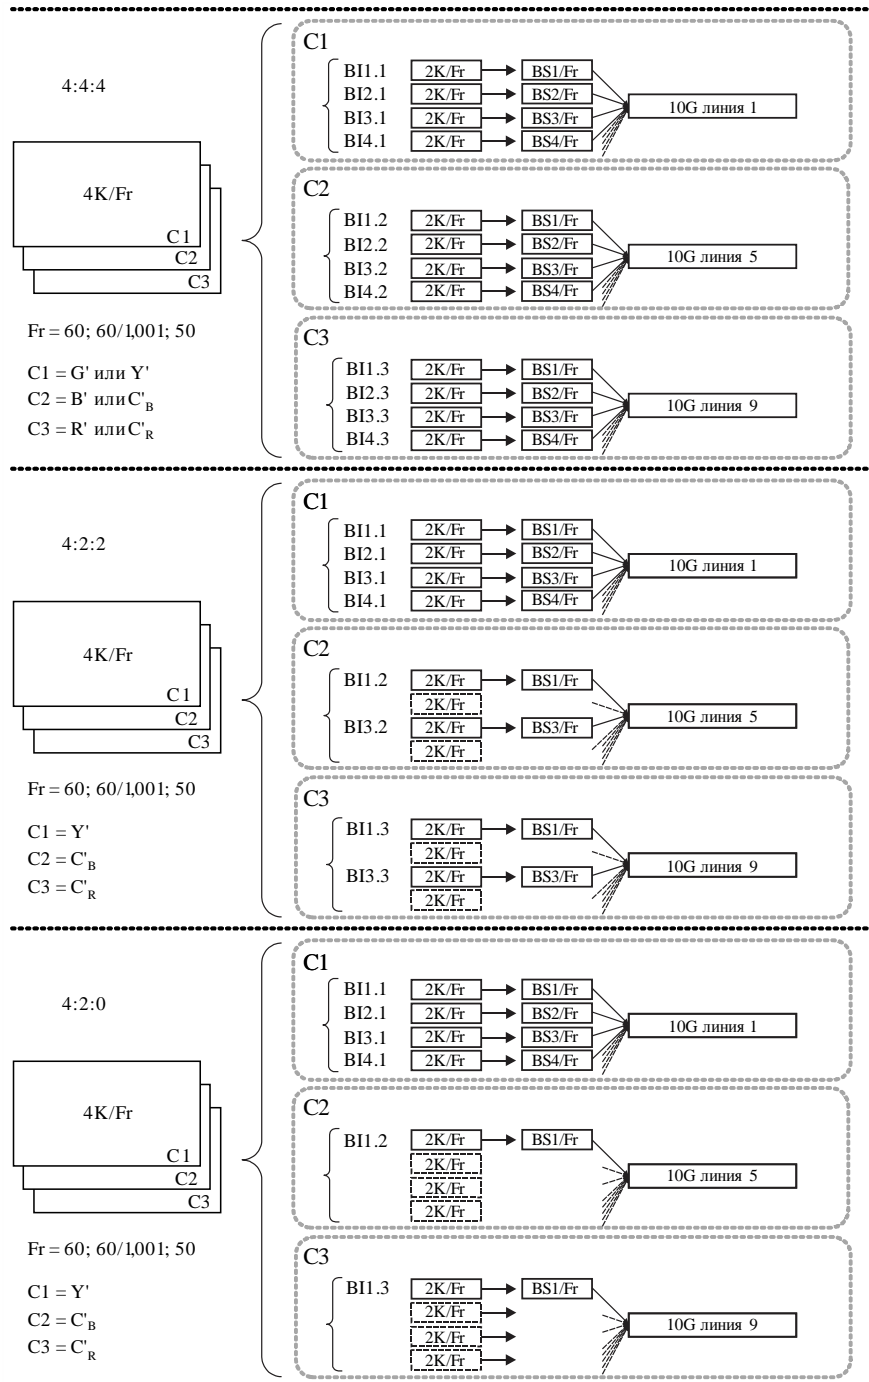 4:4:4
4K/Fr
C1
C2
C3
Fr = 60; 60/1,001; 50
C1 = G' или Y'
C2 = B' или C'B
C3 = R' или C'R
C1
BI1.1 2K/Fr BS1/Fr
BI2.1 2K/Fr BS2/Fr
BI3.1 2K/Fr BS3/Fr
BI4.1 2K/Fr BS4/Fr
10G линия 1
C2
BI1.2 2K/Fr BS1/Fr
BI2.2 2K/Fr BS2/Fr
BI3.2 2K/Fr BS3/Fr
BI4.2 2K/Fr BS4/Fr
10G линия 5
C3
BI1.3 2K/Fr BS1/Fr
BI2.3 2K/Fr BS2/Fr
BI3.3 2K/Fr BS3/Fr
BI4.3 2K/Fr BS4/Fr
10G линия 9
4:2:2
4K/Fr
C1
C2
C3
Fr = 60; 60/1,001; 50
C1 = Y'
C2 = C'B
C3 = C'R
C1
BI1.1 2K/Fr BS1/Fr
BI2.1 2K/Fr BS2/Fr
BI3.1 2K/Fr BS3/Fr
BI4.1 2K/Fr BS4/Fr
10G линия 1
C2
BI1.2 2K/Fr BS1/Fr
2K/Fr
BI3.2 2K/Fr BS3/Fr
2K/Fr
10G линия 5
C3
BI1.3 2K/Fr BS1/Fr
2K/Fr
BI3.3 2K/Fr BS3/Fr
2K/Fr
10G линия 9
4:2:0
4K/Fr
C1
C2
C3
Fr = 60; 60/1,001; 50
C1 = Y'
C2 = C'B
C3 = C'R
C1
BI1.1 2K/Fr BS1/Fr
BI2.1 2K/Fr BS2/Fr
BI3.1 2K/Fr BS3/Fr
BI4.1 2K/Fr BS4/Fr
10G линия 1
C2
BI1.2 2K/Fr BS1/Fr
2K/Fr
2K/Fr
2K/Fr
10G линия 5
C3
BI1.3 2K/Fr BS1/Fr
2K/Fr
2K/Fr
2K/Fr
10G линия 9